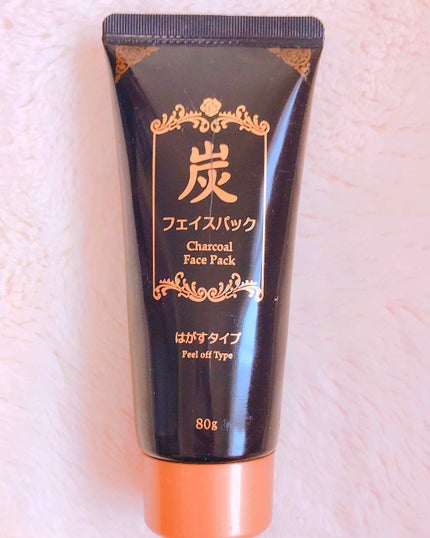 炭
フェイスパック
Charcoal
Face Pack
はがすタイプ
Peel off Type
80g